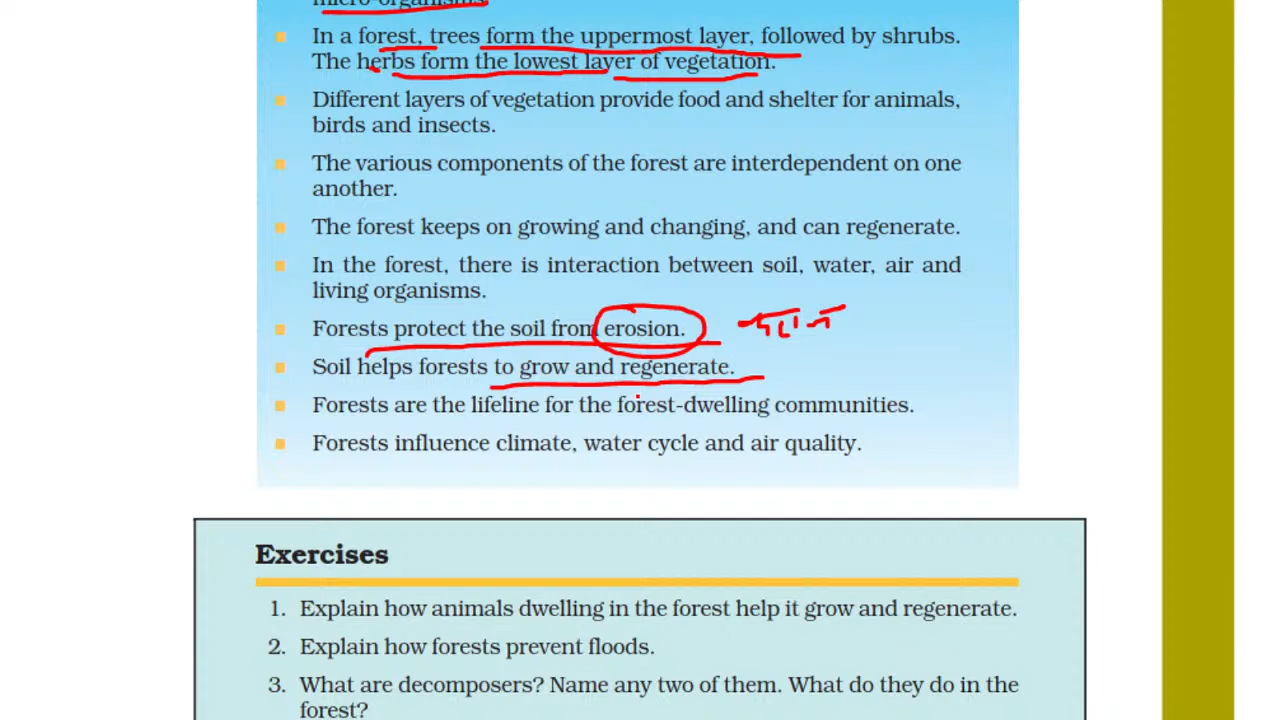 micro-organisms.
In a forest, trees form the uppermost layer, followed by shrubs.
The herbs form the lowest layer of vegetation.
Different layers of vegetation provide food and shelter for animals,
birds and insects.
The various components of the forest are interdependent on one
another.
The forest keeps on growing and changing, and can regenerate.
In the forest, there is interaction between soil, water, air and
living organisms.
Forests protect the soil from erosion.
Soil helps forests to grow and regenerate.
Forests are the lifeline for the forest-dwelling communities.
Forests influence climate, water cycle and air quality.
Exercises
1. Explain how animals dwelling in the forest help it grow and regenerate.
2. Explain how forests prevent floods.
3. What are decomposers? Name any two of them. What do they do in the
forest?